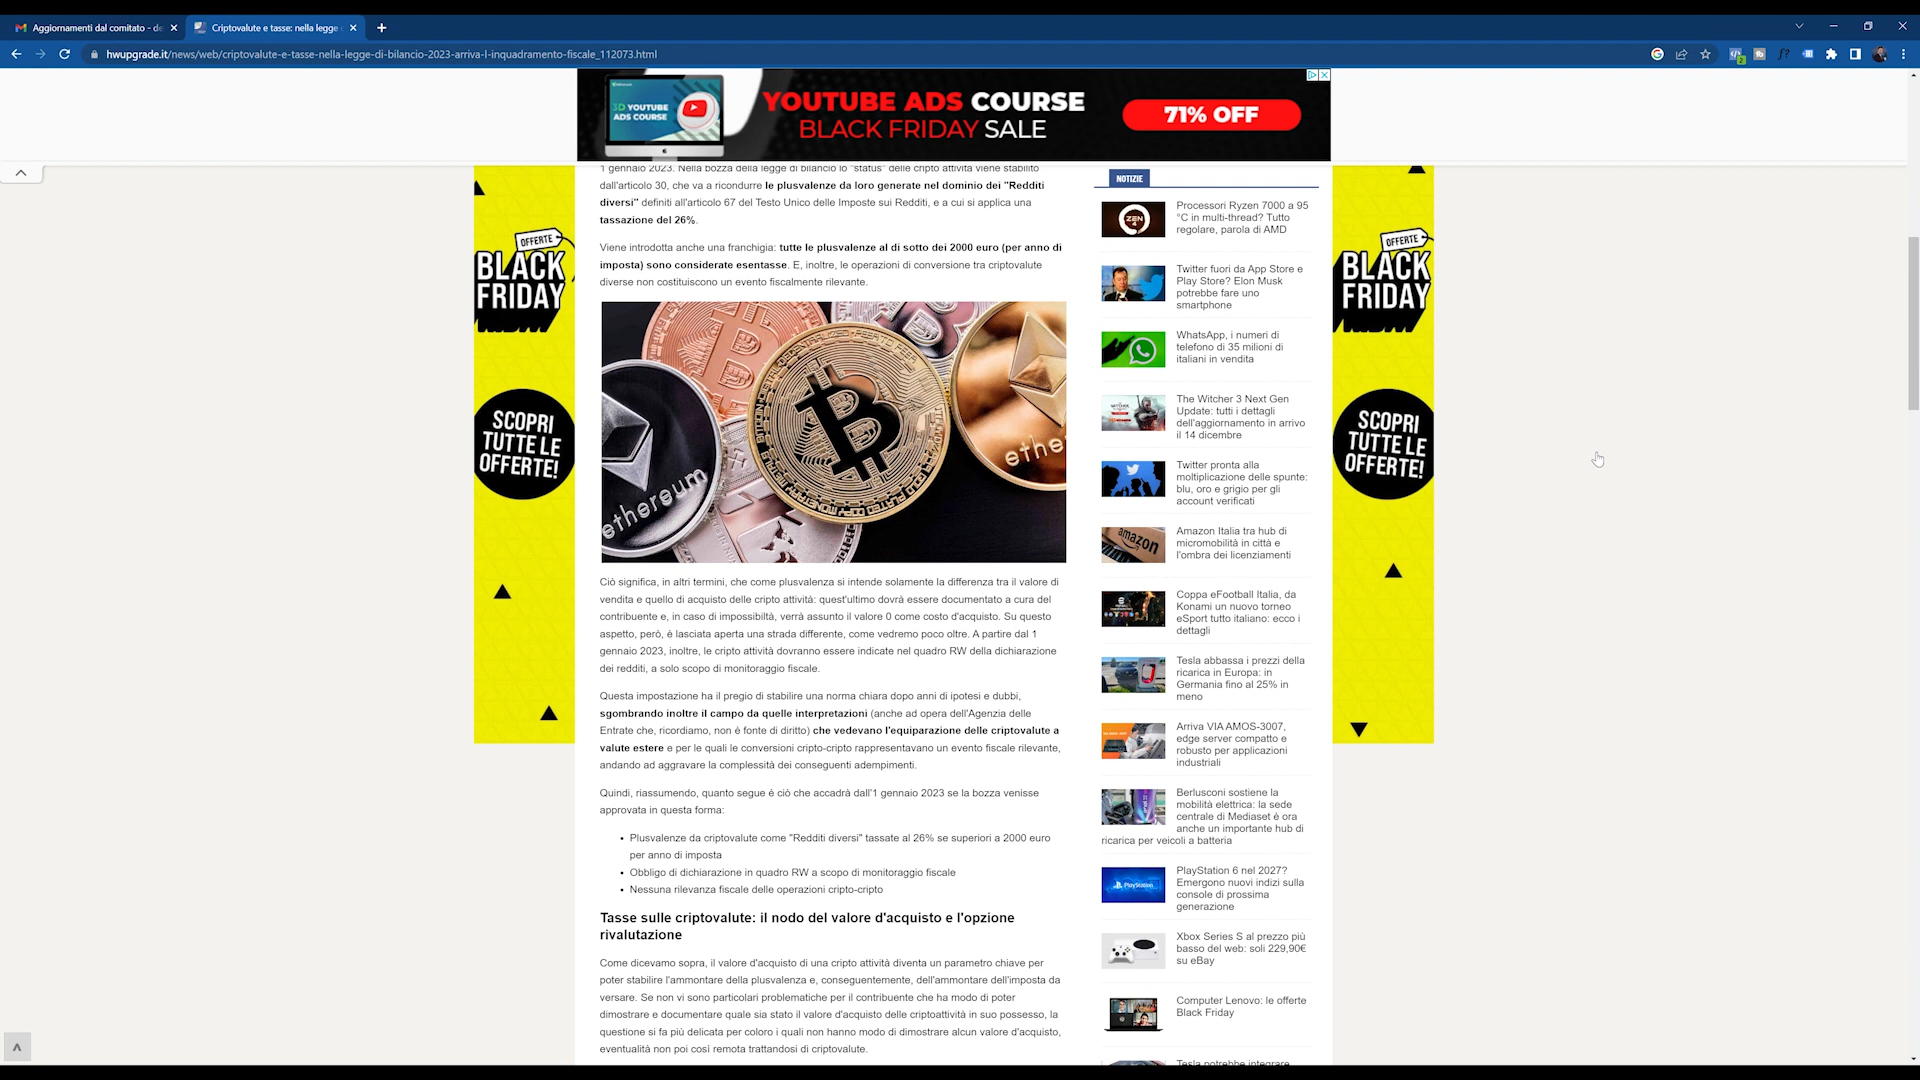 Aggiornamenti dal comitato - de
Criptovalute e tasse: nella legge
hwupgrade.it/news/web/criptovalute-e-tasse-nella-legge-di-bilancio-2023-arriva-l-inquadramento-fiscale_112073.html
3D YOUTUBE
ADS COURSE
YOUTUBE ADS COURSE
BLACK FRIDAY SALE
71% OFF
OFFERTE
BLACK
FRIDAY
SCOPRI
TUTTE LE
OFFERTE!
1 gennaio 2023. Nella bozza della legge di bilancio lo "status" delle cripto attività viene stabilito
dall'articolo 30, che va a ricondurre le plusvalenze da loro generate nel dominio dei "Redditi
diversi" definiti all'articolo 67 del Testo Unico delle Imposte sui Redditi, e a cui si applica una
tassazione del 26%.
Viene introdotta anche una franchigia: tutte le plusvalenze al di sotto dei 2000 euro (per anno di
imposta) sono considerate esentasse. E, inoltre, le operazioni di conversione tra criptovalute
diverse non costituiscono un evento fiscalmente rilevante.
ethereum
ethe
Ciò significa, in altri termini, che come plusvalenza si intende solamente la differenza tra il valore di
vendita e quello di acquisto delle cripto attività: quest'ultimo dovrà essere documentato a cura del
contribuente e, in caso di impossibiltà, verrà assunto il valore 0 come costo d'acquisto. Su questo
aspetto, però, è lasciata aperta una strada differente, come vedremo poco oltre. A partire dal 1
gennaio 2023, inoltre, le cripto attività dovranno essere indicate nel quadro RW della dichiarazione
dei redditi, a solo scopo di monitoraggio fiscale.
Questa impostazione ha il pregio di stabilire una norma chiara dopo anni di ipotesi e dubbi,
sgombrando inoltre il campo da quelle interpretazioni (anche ad opera dell'Agenzia delle
Entrate che, ricordiamo, non è fonte di diritto) che vedevano l'equiparazione delle criptovalute a
valute estere e per le quali le conversioni cripto-cripto rappresentavano un evento fiscale rilevante,
andando ad aggravare la complessità dei conseguenti adempimenti.
Quindi, riassumendo, quanto segue è ciò che accadrà dall'1 gennaio 2023 se la bozza venisse
approvata in questa forma:
• Plusvalenze da criptovalute come "Redditi diversi" tassate al 26% se superiori a 2000 euro
per anno di imposta
• Obbligo di dichiarazione in quadro RW a scopo di monitoraggio fiscale
• Nessuna rilevanza fiscale delle operazioni cripto-cripto
Tasse sulle criptovalute: il nodo del valore d'acquisto e l'opzione
rivalutazione
Come dicevamo sopra, il valore d'acquisto di una cripto attività diventa un parametro chiave per
poter stabilire l'ammontare della plusvalenza e, conseguentemente, dell'ammontare dell'imposta da
versare. Se non vi sono particolari problematiche per il contribuente che ha modo di poter
dimostrare e documentare quale sia stato il valore d'acquisto delle criptoattività in suo possesso, la
questione si fa più delicata per coloro i quali non hanno modo di dimostrare alcun valore d'acquisto,
eventualità non poi così remota trattandosi di criptovalute.
NOTIZIE
ZEN
Processori Ryzen 7000 a 95
°C in multi-thread? Tutto
regolare, parola di AMD
Twitter fuori da App Store e
Play Store? Elon Musk
potrebbe fare uno
smartphone
WhatsApp, i numeri di
telefono di 35 milioni di
italiani in vendita
The Witcher 3 Next Gen
Update: tutti i dettagli
dell'aggiornamento in arrivo
il 14 dicembre
Twitter pronta alla
moltiplicazione delle spunte:
blu, oro e grigio per gli
account verificati
amazon
Amazon Italia tra hub di
micromobilità in città e
l'ombra dei licenziamenti
Coppa eFootball Italia, da
Konami un nuovo torneo
eSport tutto italiano: ecco i
dettagli
Tesla abbassa i prezzi della
ricarica in Europa: in
Germania fino al 25% in
meno
Arriva VIA AMOS-3007,
edge server compatto e
robusto per applicazioni
industriali
Berlusconi sostiene la
mobilità elettrica: la sede
centrale di Mediaset è ora
anche un importante hub di
ricarica per veicoli a batteria
PlayStation
PlayStation 6 nel 2027?
Emergono nuovi indizi sulla
console di prossima
generazione
Xbox Series S al prezzo più
basso del web: soli 229,90€
su eBay
Computer Lenovo: le offerte
Black Friday
Tesla potrebbe integrare
OFFERTE
BLACK
FRIDAY
SCOPRI
TUTTE LE
OFFERTE!